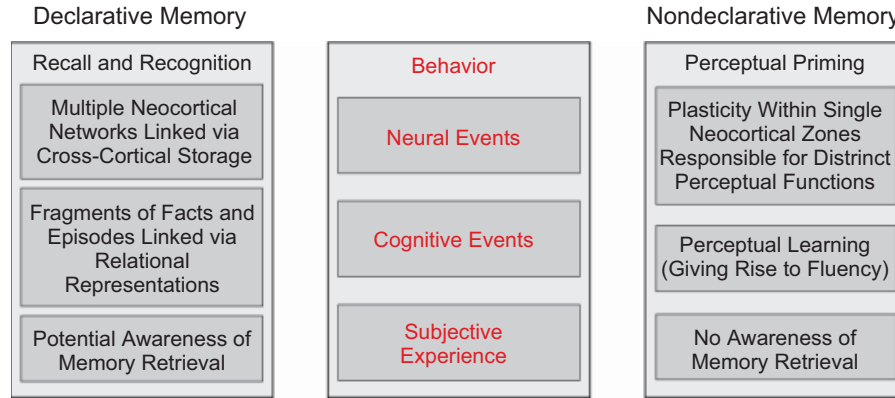 Declarative Memory
Recall and Recognition
Multiple Neocortical
Networks Linked via
Cross-Cortical Storage
Fragments of Facts and
Episodes Linked via
Relational
Representations
Potential Awareness of
Memory Retrieval
Behavior
Neural Events
Cognitive Events
Subjective
Experience
Nondeclarative Memory
Perceptual Priming
Plasticity Within Single
Neocortical Zones
Responsible for Distrinct
Perceptual Functions
Perceptual Learning
(Giving Rise to Fluency)
No Awareness of
Memory Retrieval